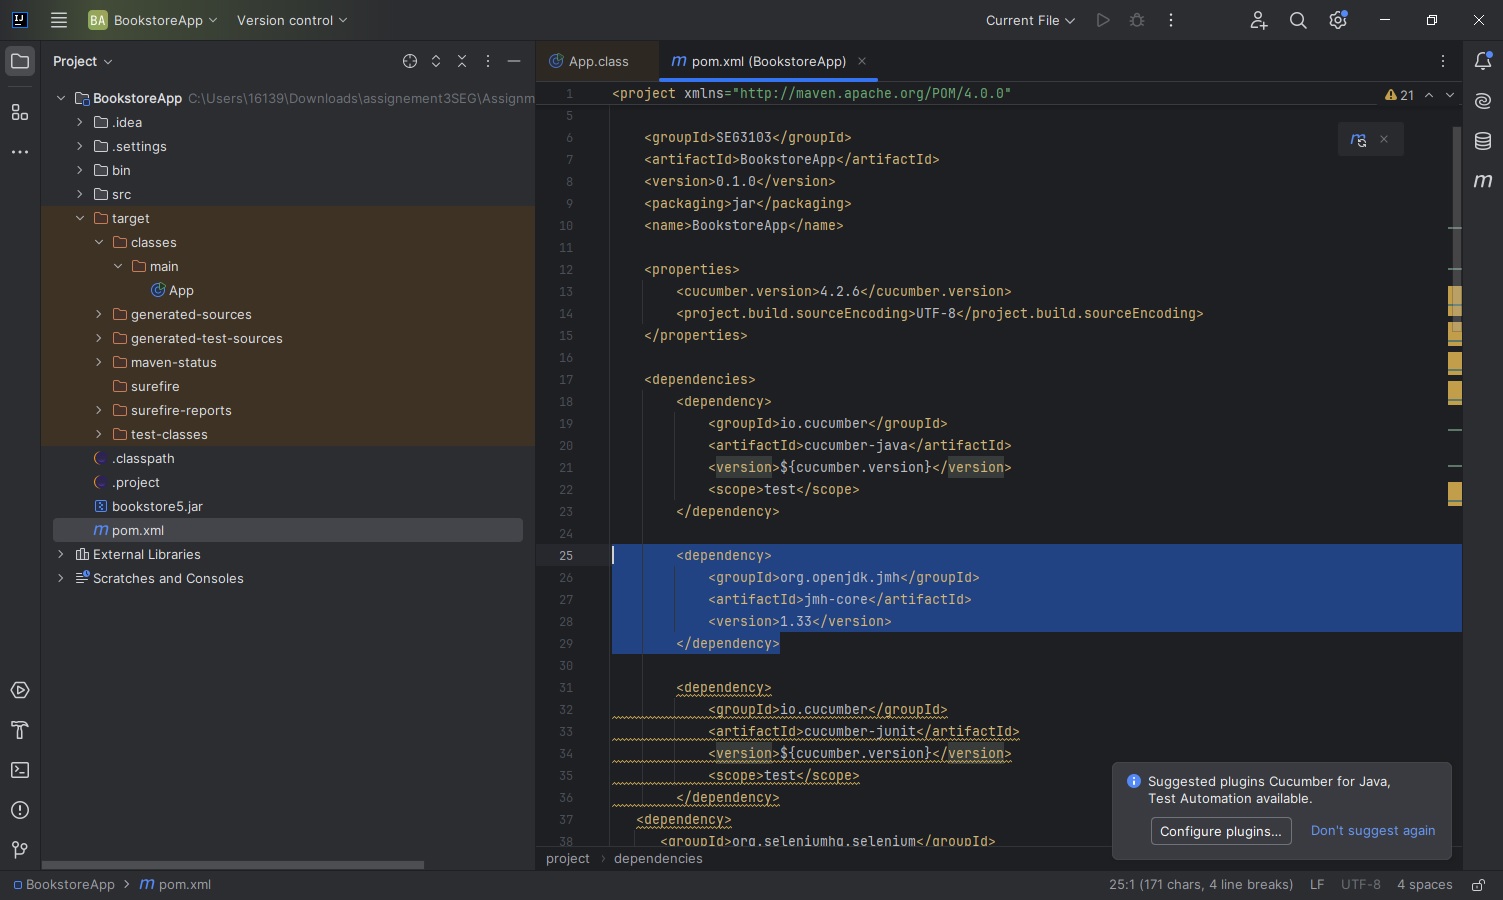 BA BookstoreApp Version control Current File
Project
App.class
pom.xml (BookstoreApp)
BookstoreApp C:\Users\16139\Downloads\assignement3SEG\Assignm
.idea
.settings
bin
src
target
classes
main
App
generated-sources
generated-test-sources
maven-status
surefire
surefire-reports
test-classes
.classpath
.project
bookstore5.jar
pom.xml
External Libraries
Scratches and Consoles
21
1 <project xmlns="http://maven.apache.org/POM/4.0.0"
5
6 <groupId>SEG3103</groupId>
7 <artifactId>BookstoreApp</artifactId>
8 <version>0.1.0</version>
9 <packaging>jar</packaging>
10 <name>BookstoreApp</name>
11
12 <properties>
13 <cucumber.version>4.2.6</cucumber.version>
14 <project.build.sourceEncoding>UTF-8</project.build.sourceEncoding>
15 </properties>
16
17 <dependencies>
18 <dependency>
19 <groupId>io.cucumber</groupId>
20 <artifactId>cucumber-java</artifactId>
21 <version>${cucumber.version}</version>
22 <scope>test</scope>
23 </dependency>
24
25 <dependency>
26 <groupId>org.openjdk.jmh</groupId>
27 <artifactId>jmh-core</artifactId>
28 <version>1.33</version>
29 </dependency>
30
31 <dependency>
32 <groupId>io.cucumber</groupId>
33 <artifactId>cucumber-junit</artifactId>
34 <version>${cucumber.version}</version>
35 <scope>test</scope>
36 </dependency>
37 <dependency>
38 <groupId>org.seleniumhq.selenium</groupId>
Suggested plugins Cucumber for Java,
Test Automation available.
Configure plugins... Don't suggest again
project > dependencies
BookstoreApp > pom.xml
25:1 (171 chars, 4 line breaks) LF UTF-8 4 spaces